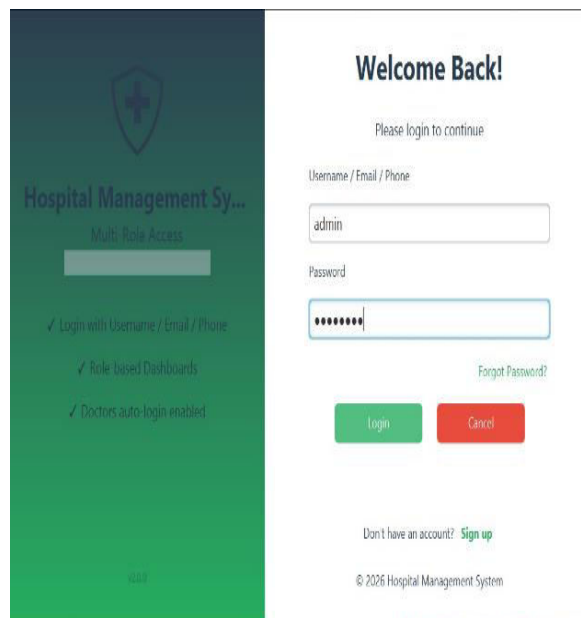 Hospital Management Sy...
Multi-Role Access
✓ Login with Username / Email / Phone
✓ Role-based Dashboards
✓ Doctors auto-login enabled
Welcome Back!
Please login to continue
Username / Email / Phone
admin
Password
••••••••
Forgot Password?
Login Cancel
Don't have an account? Sign up
© 2026 Hospital Management System